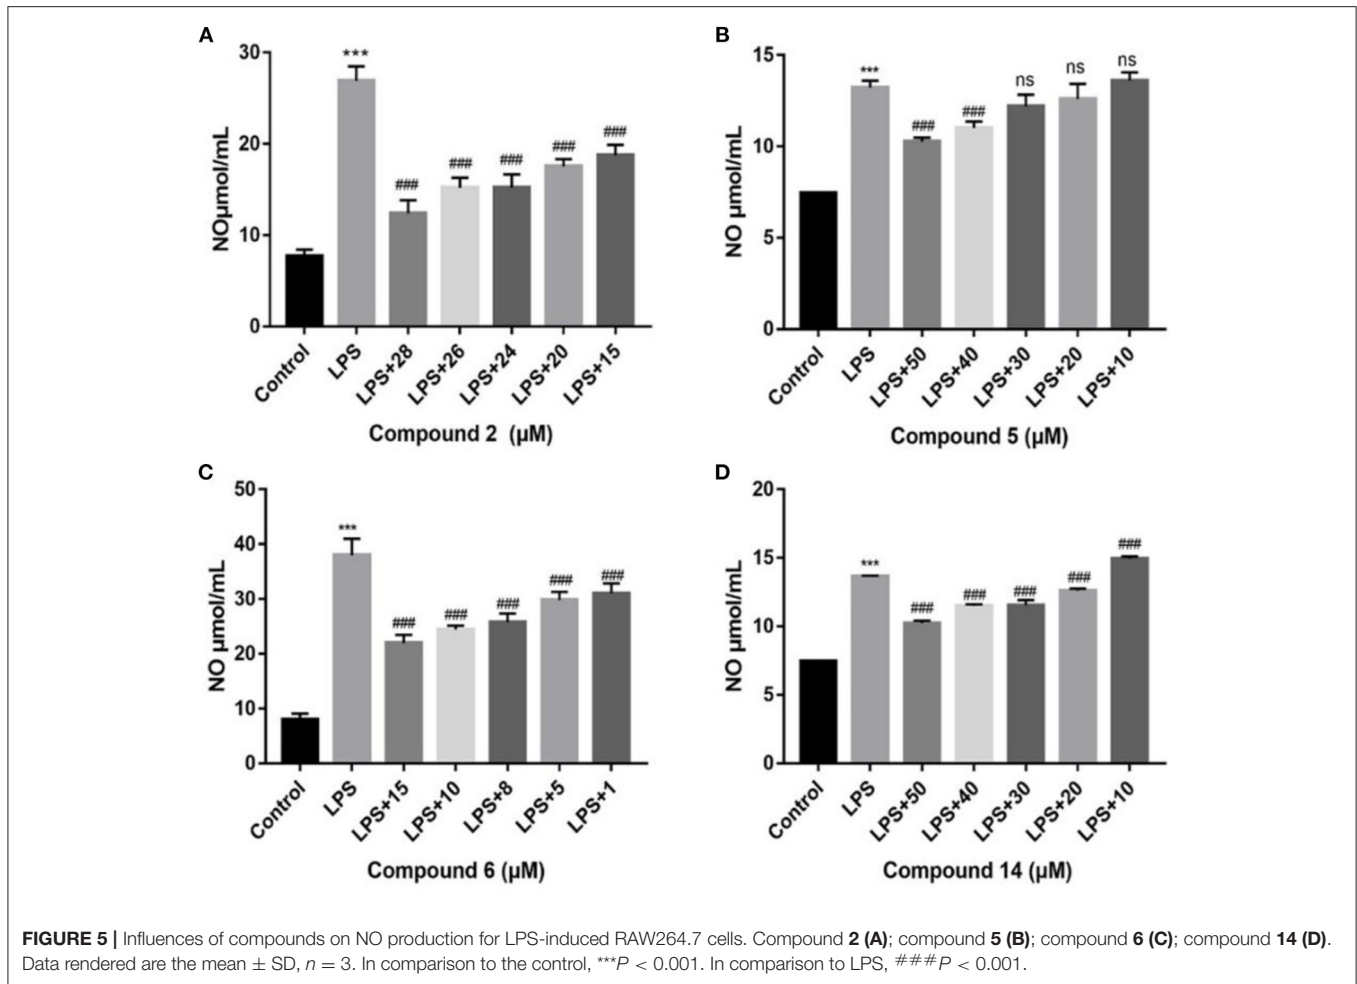 A
30
20
10
0
NOµmol/mL
***
###
###
###
###
###
Control
LPS
LPS+28
LPS+26
LPS+24
LPS+20
LPS+15
Compound 2 (µM)
B
15
10
5
0
NO µmol/mL
***
###
###
ns
ns
ns
Control
LPS
LPS+50
LPS+40
LPS+30
LPS+20
LPS+10
Compound 5 (µM)
C
50
40
30
20
10
0
NO µmol/mL
***
###
###
###
###
###
Control
LPS
LPS+15
LPS+10
LPS+8
LPS+5
LPS+1
Compound 6 (µM)
D
20
15
10
5
0
NO µmol/mL
***
###
###
###
###
###
Control
LPS
LPS+50
LPS+40
LPS+30
LPS+20
LPS+10
Compound 14 (µM)
FIGURE 5 | Influences of compounds on NO production for LPS-induced RAW264.7 cells. Compound 2 (A); compound 5 (B); compound 6 (C); compound 14 (D).
Data rendered are the mean ± SD, n = 3. In comparison to the control, ***P < 0.001. In comparison to LPS, ###P < 0.001.